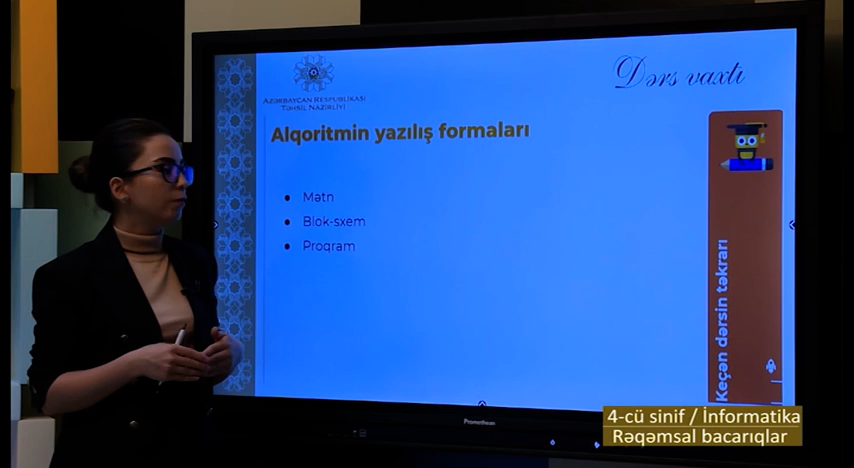 Dərs vaxtı
AZƏRBAYCAN RESPUBLİKASI
TƏHSİL NAZİRLİYİ
Alqoritmin yazılış formaları
Mətn
Blok-sxem
Proqram
Keçən dərsin təkrarı
Promethean
4-cü sinif / İnformatika
Rəqəmsal bacarıqlar